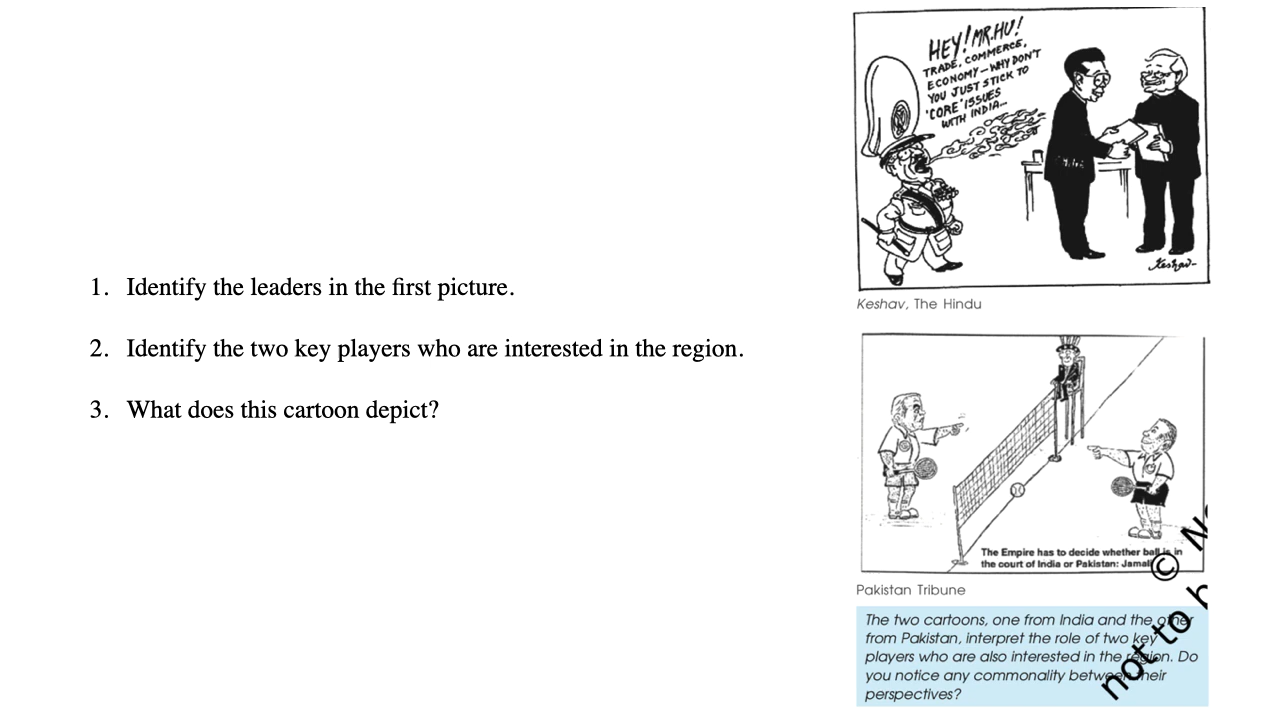 1. Identify the leaders in the first picture.
2. Identify the two key players who are interested in the region.
3. What does this cartoon depict?
HEY! MR.HU!
TRADE, COMMERCE,
ECONOMY – WHY DON'T
YOU JUST STICK TO
'CORE' ISSUES
WITH INDIA...
Keshav-
Keshav, The Hindu
The Empire has to decide whether ball is in
the court of India or Pakistan: Jamali
Pakistan Tribune
The two cartoons, one from India and the other
from Pakistan, interpret the role of two key
players who are also interested in the region. Do
you notice any commonality between their
perspectives?
©
not to